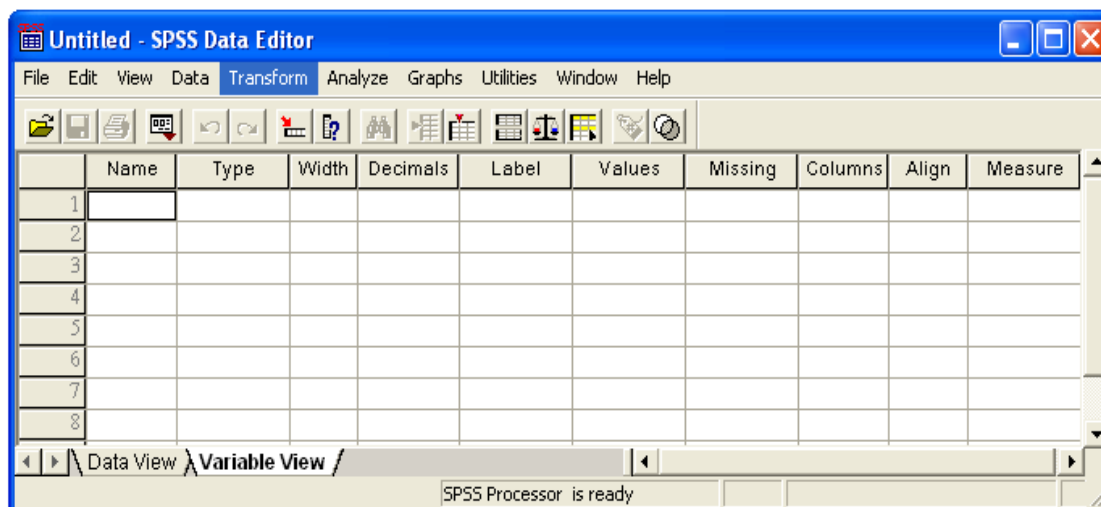 SPSS
Untitled - SPSS Data Editor
File Edit View Data Transform Analyze Graphs Utilities Window Help
Name Type Width Decimals Label Values Missing Columns Align Measure
1
2
3
4
5
6
7
8
Data View Variable View
SPSS Processor is ready